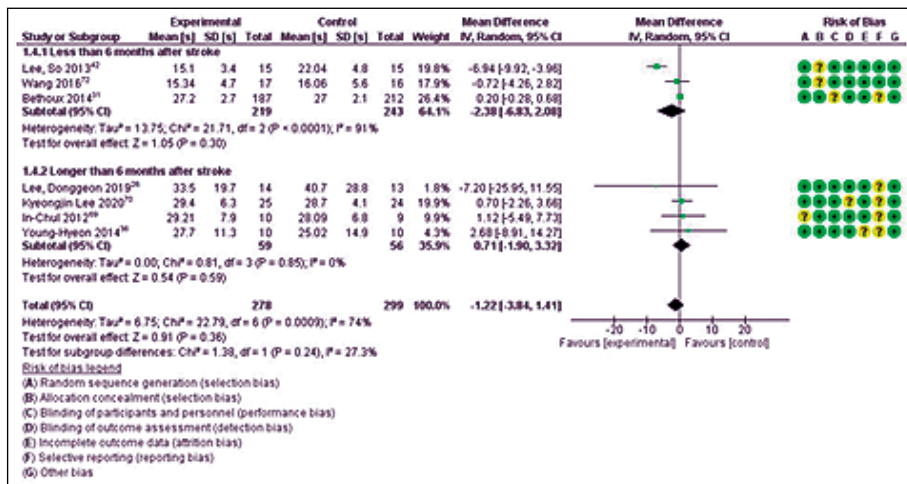 Experimental Control Mean Difference Mean Difference Risk of Bias
Study or Subgroup Mean [s] SD [s] Total Mean [s] SD [s] Total Weight IV, Random, 95% CI IV, Random, 95% CI A B C D E F G
1.4.1 Less than 6 months after stroke
Lee, So 2013 15.1 3.4 15 22.04 4.8 15 19.8% -6.94 [-9.92, -3.96] ? 
Wang 2016 15.34 4.7 17 16.06 5.6 16 17.9% -0.72 [-4.26, 2.82] ?
Bethoux 2014 27.2 2.7 187 27 2.1 212 26.4% 0.20 [-0.28, 0.68] ? ?
Subtotal (95% CI) 219 243 64.1% -2.38 [-6.83, 2.08]
Heterogeneity: Tau² = 13.75; Chi² = 21.71, df = 2 (P < 0.0001); I² = 91%
Test for overall effect: Z = 1.05 (P = 0.30)
1.4.2 Longer than 6 months after stroke
Lee, Donggeon 2019 33.5 19.7 14 40.7 28.8 13 1.8% -7.20 [-25.95, 11.55] ?
Kyeongjin Lee 2020 29.4 6.3 25 28.7 4.1 24 19.8% 0.70 [-2.26, 3.66] ? ?
In-Chul 2012 29.21 7.9 10 28.09 6.8 9 9.9% 1.12 [-5.49, 7.73] ? ?
Young-Hyeon 2014 27.7 11.3 10 25.02 14.9 10 4.3% 2.68 [-8.91, 14.27] ? ?
Subtotal (95% CI) 59 56 35.9% 0.71 [-1.90, 3.32]
Heterogeneity: Tau² = 0.00; Chi² = 0.81, df = 3 (P = 0.85); I² = 0%
Test for overall effect: Z = 0.54 (P = 0.59)
Total (95% CI) 278 299 100.0% -1.22 [-3.84, 1.41]
Heterogeneity: Tau² = 6.75; Chi² = 22.79, df = 6 (P = 0.0009); I² = 74%
Test for overall effect: Z = 0.91 (P = 0.36)
Test for subgroup differences: Chi² = 1.38, df = 1 (P = 0.24), I² = 27.3%
-20 -10 0 10 20
Favours [experimental] Favours [control]
Risk of bias legend
(A) Random sequence generation (selection bias)
(B) Allocation concealment (selection bias)
(C) Blinding of participants and personnel (performance bias)
(D) Blinding of outcome assessment (detection bias)
(E) Incomplete outcome data (attrition bias)
(F) Selective reporting (reporting bias)
(G) Other bias